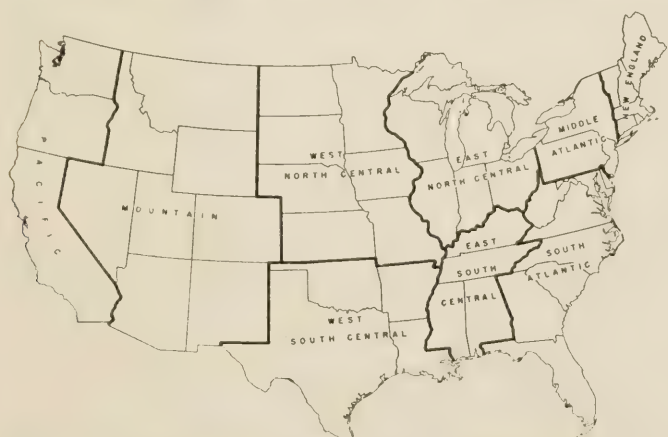 PACIFIC
MOUNTAIN
WEST
NORTH CENTRAL
WEST
SOUTH CENTRAL
EAST
NORTH CENTRAL
EAST
SOUTH
CENTRAL
SOUTH
ATLANTIC
MIDDLE
ATLANTIC
NEW ENGLAND